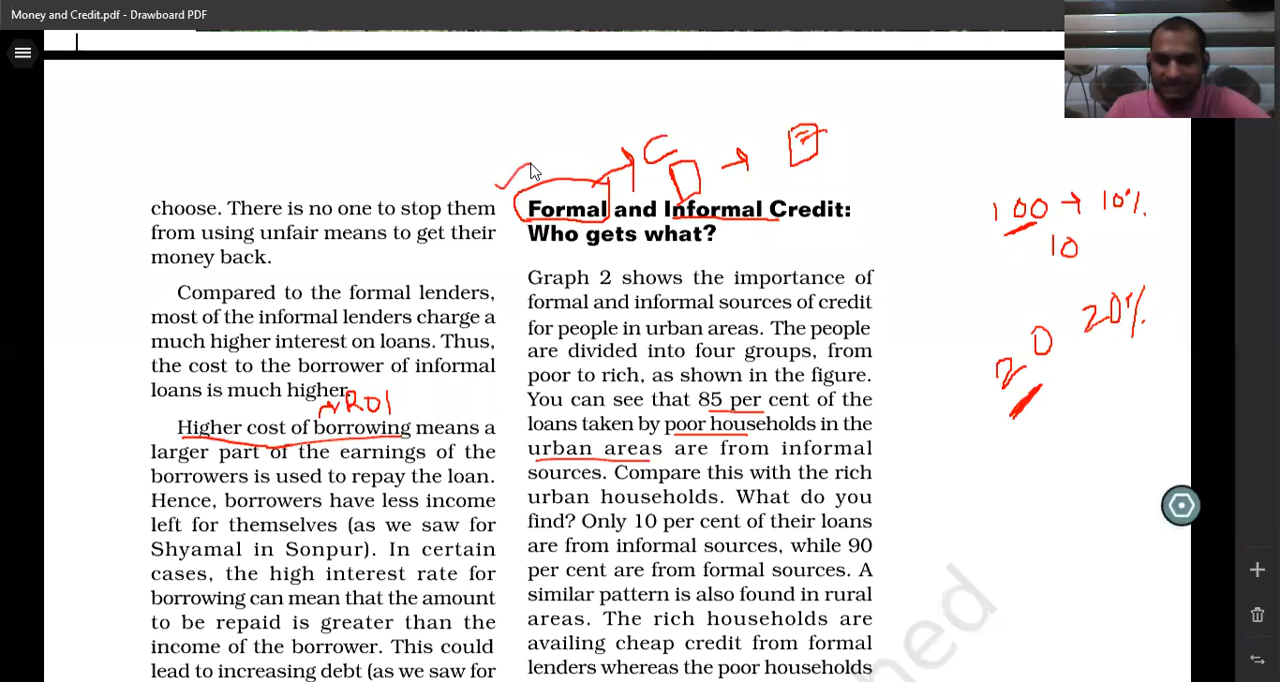 Money and Credit.pdf - Drawboard PDF
choose. There is no one to stop them
from using unfair means to get their
money back.
Compared to the formal lenders,
most of the informal lenders charge a
much higher interest on loans. Thus,
the cost to the borrower of informal
loans is much higher.
ROI
Higher cost of borrowing means a
larger part of the earnings of the
borrowers is used to repay the loan.
Hence, borrowers have less income
left for themselves (as we saw for
Shyamal in Sonpur). In certain
cases, the high interest rate for
borrowing can mean that the amount
to be repaid is greater than the
income of the borrower. This could
lead to increasing debt (as we saw for
C
Formal and Informal Credit:
Who gets what?
Graph 2 shows the importance of
formal and informal sources of credit
for people in urban areas. The people
are divided into four groups, from
poor to rich, as shown in the figure.
You can see that 85 per cent of the
loans taken by poor households in the
urban areas are from informal
sources. Compare this with the rich
urban households. What do you
find? Only 10 per cent of their loans
are from informal sources, while 90
per cent are from formal sources. A
similar pattern is also found in rural
areas. The rich households are
availing cheap credit from formal
lenders whereas the poor households
100 → 10%
10
20%
20